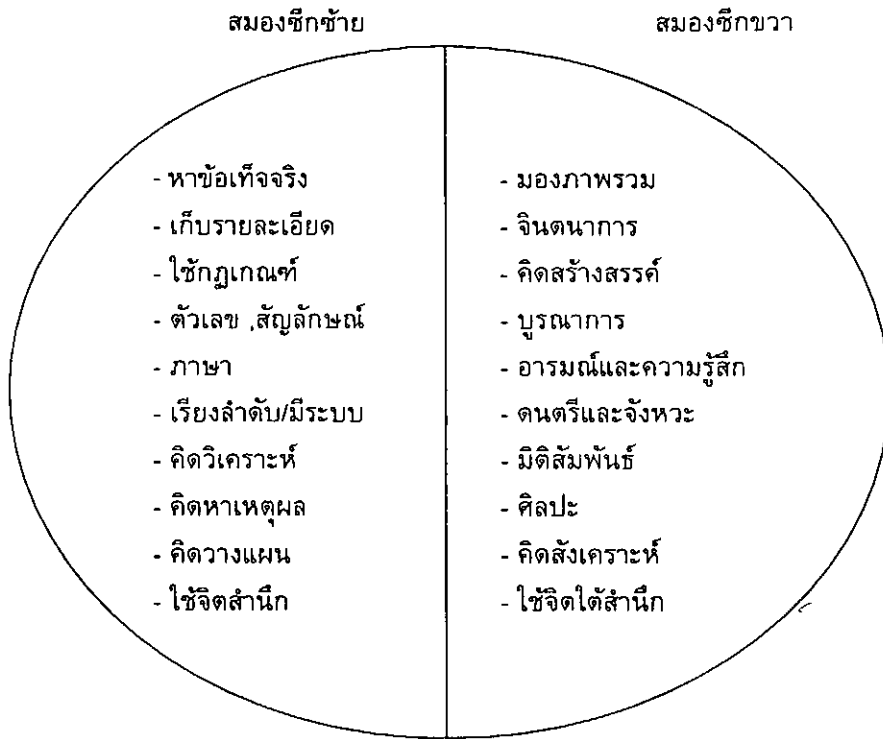 สมองซีกซ้าย
สมองซีกขวา
- หาข้อเท็จจริง
- เก็บรายละเอียด
- ใช้กฎเกณฑ์
- ตัวเลข ,สัญลักษณ์
- ภาษา
- เรียงลำดับ/มีระบบ
- คิดวิเคราะห์
- คิดหาเหตุผล
- คิดวางแผน
- ใช้จิตสำนึก
- มองภาพรวม
- จินตนาการ
- คิดสร้างสรรค์
- บูรณาการ
- อารมณ์และความรู้สึก
- ดนตรีและจังหวะ
- มิติสัมพันธ์
- ศิลปะ
- คิดสังเคราะห์
- ใช้จิตใต้สำนึก